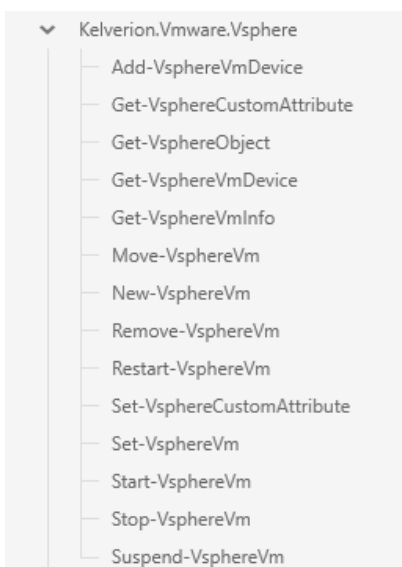 Kelverion.Vmware.Vsphere
Add-VsphereVmDevice
Get-VsphereCustomAttribute
Get-VsphereObject
Get-VsphereVmDevice
Get-VsphereVmInfo
Move-VsphereVm
New-VsphereVm
Remove-VsphereVm
Restart-VsphereVm
Set-VsphereCustomAttribute
Set-VsphereVm
Start-VsphereVm
Stop-VsphereVm
Suspend-VsphereVm